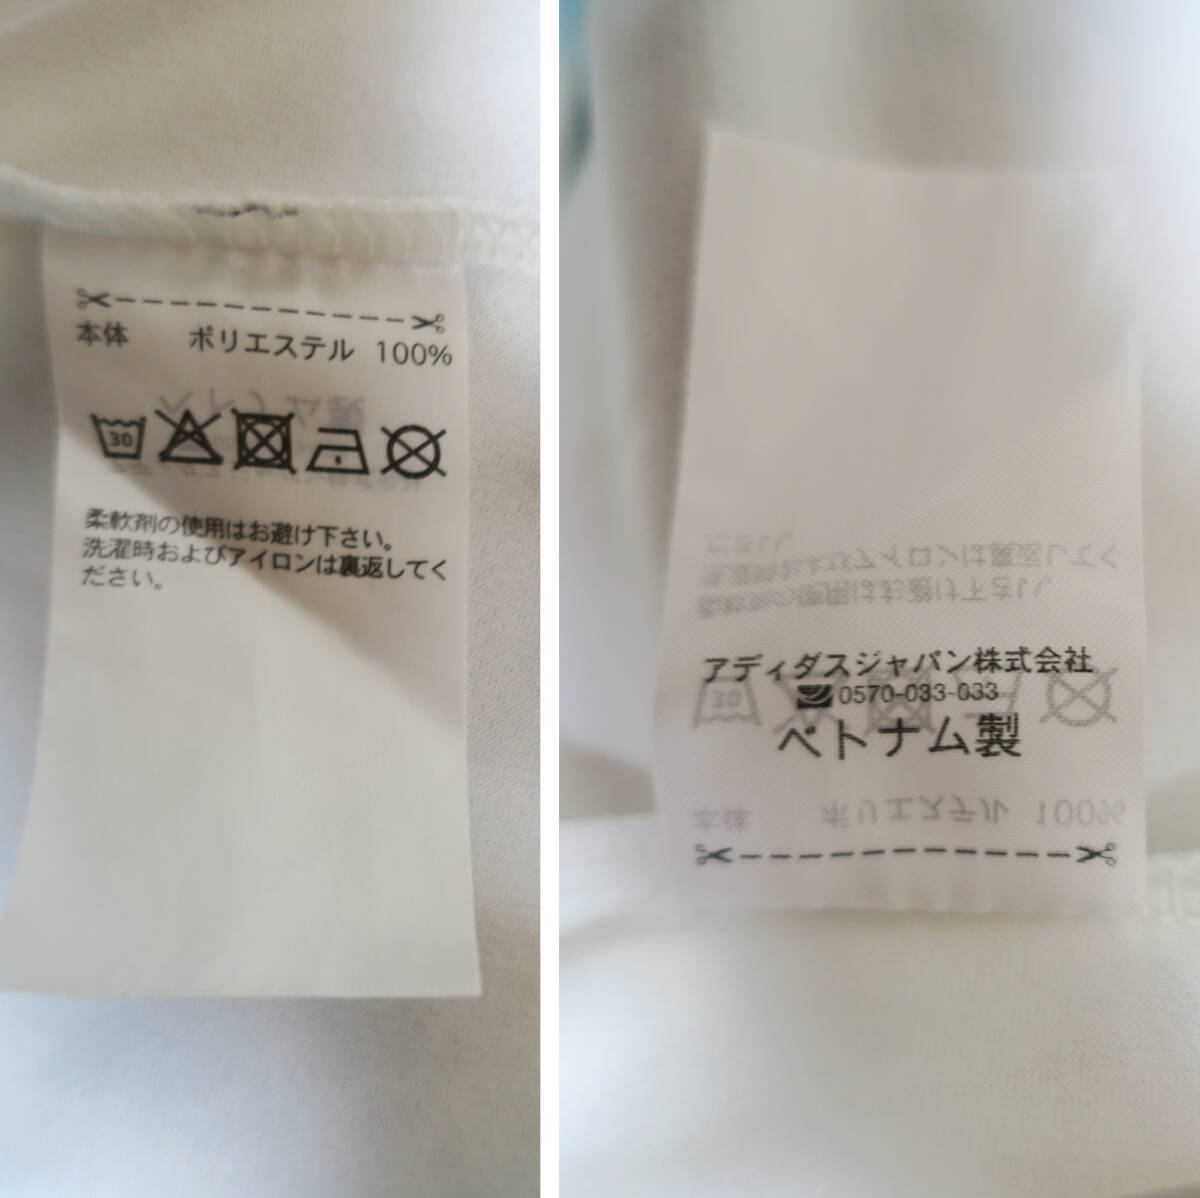 本体 ポリエステル 100%
30
柔軟剤の使用はお避け下さい。
洗濯時およびアイロンは裏返してく
ださい。
アディダスジャパン株式会社
0570-033-033
ベトナム製